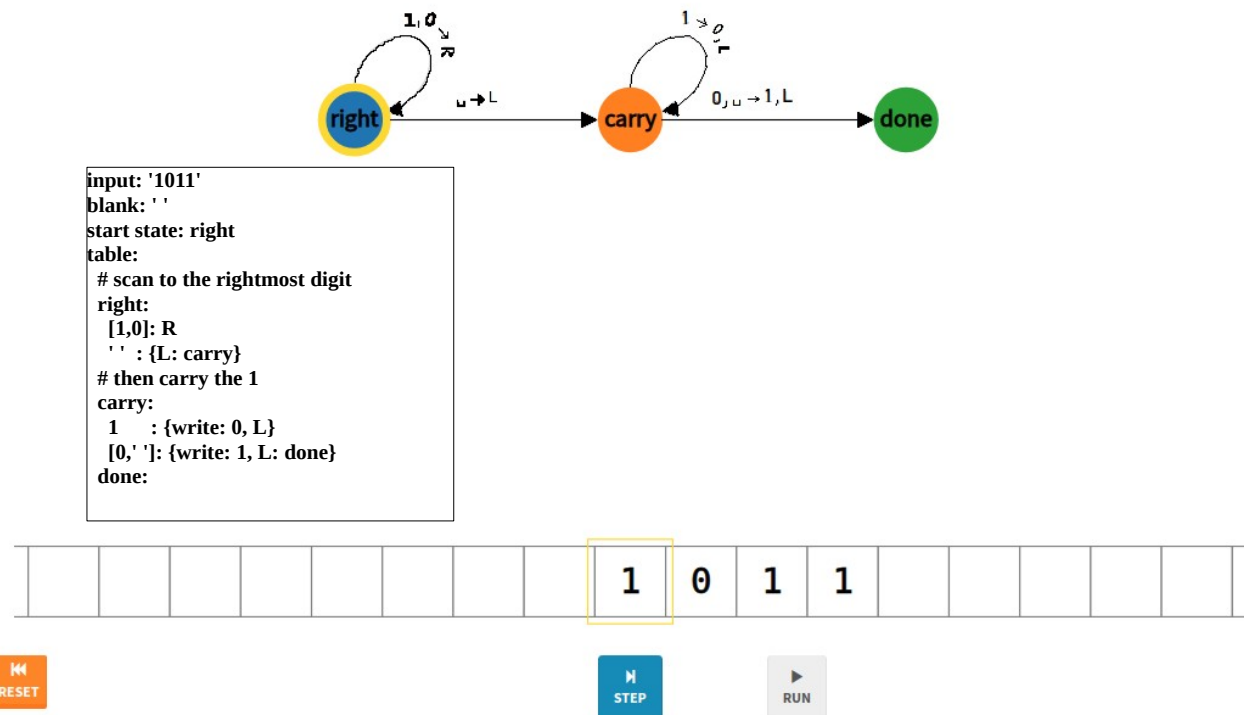 1,0→R
1→0,L
␣→L
0,␣→1,L
right
carry
done
input: '1011'
blank: ' '
start state: right
table:
# scan to the rightmost digit
right:
[1,0]: R
' ' : {L: carry}
# then carry the 1
carry:
1 : {write: 0, L}
[0,' ']: {write: 1, L: done}
done:
1 0 1 1
RESET
STEP
RUN